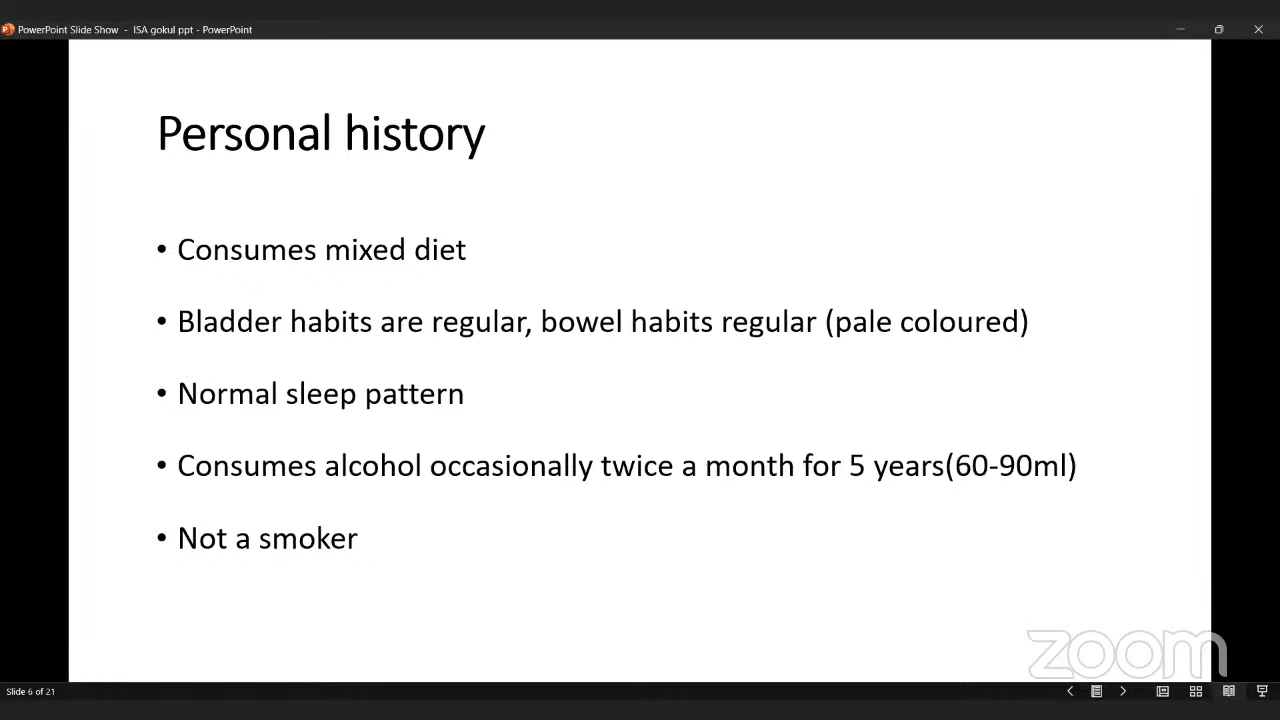 PowerPoint Slide Show - ISA gokul ppt - PowerPoint
Personal history
• Consumes mixed diet
• Bladder habits are regular, bowel habits regular (pale coloured)
• Normal sleep pattern
• Consumes alcohol occasionally twice a month for 5 years(60-90ml)
• Not a smoker
zoom
Slide 6 of 21